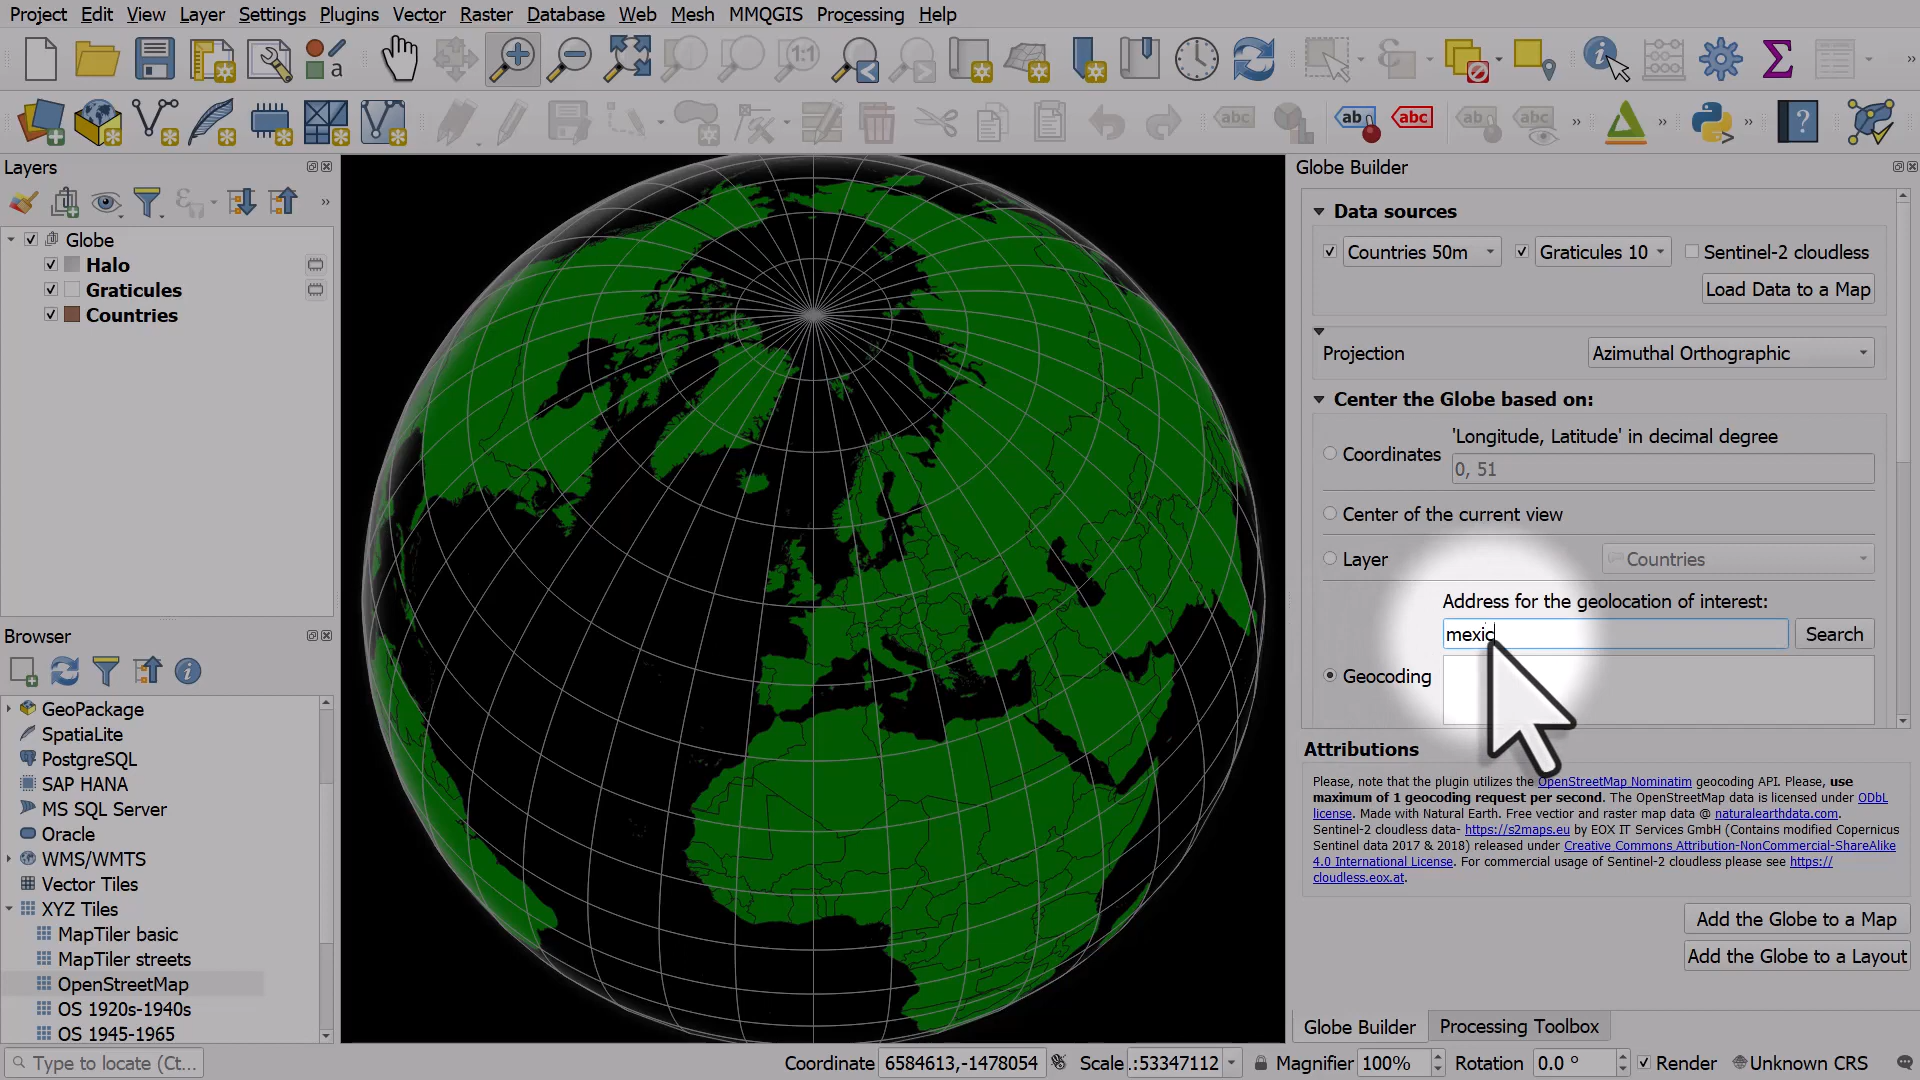 Project Edit View Layer Settings Plugins Vector Raster Database Web Mesh MMQGIS Processing Help
a
1:1
»
abc
ab
abc
ab
abc
»
»
»
?
Layers
»
Globe
Halo
Graticules
Countries
Browser
GeoPackage
SpatiaLite
PostgreSQL
SAP HANA
MS SQL Server
Oracle
WMS/WMTS
Vector Tiles
XYZ Tiles
MapTiler basic
MapTiler streets
OpenStreetMap
OS 1920s-1940s
OS 1945-1965
Globe Builder
Data sources
Countries 50m Graticules 10 Sentinel-2 cloudless
Load Data to a Map
Projection Azimuthal Orthographic
Center the Globe based on:
'Longitude, Latitude' in decimal degree
Coordinates
0, 51
Center of the current view
Layer Countries
Address for the geolocation of interest:
mexic Search
Geocoding
Attributions
Please, note that the plugin utilizes the OpenStreetMap Nominatim geocoding API. Please, use
maximum of 1 geocoding request per second. The OpenStreetMap data is licensed under ODbL
license. Made with Natural Earth. Free vectior and raster map data @ naturalearthdata.com.
Sentinel-2 cloudless data- https://s2maps.eu by EOX IT Services GmbH (Contains modified Copernicus
Sentinel data 2017 & 2018) released under Creative Commons Attribution-NonCommercial-ShareAlike
4.0 International License. For commercial usage of Sentinel-2 cloudless please see https://
cloudless.eox.at.
Add the Globe to a Map
Add the Globe to a Layout
Globe Builder Processing Toolbox
Type to locate (Ct... Coordinate 6584613,-1478054 Scale .:53347112 Magnifier 100% Rotation 0.0 ° Render Unknown CRS